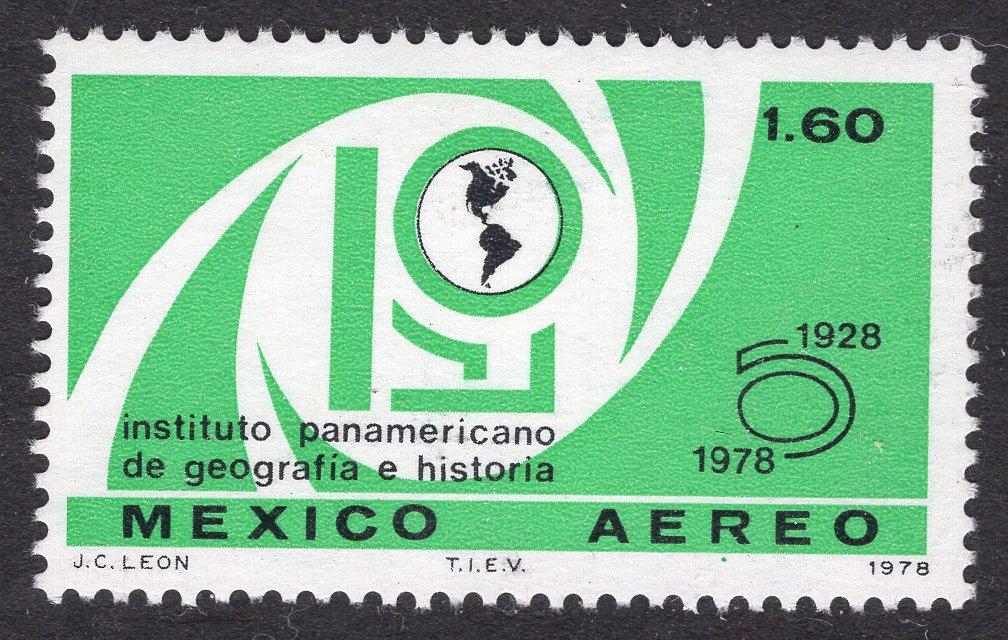 1.60
1928
1978
instituto panamericano
de geografía e historia
MEXICO AEREO
J.C. LEON T.I.E.V. 1978